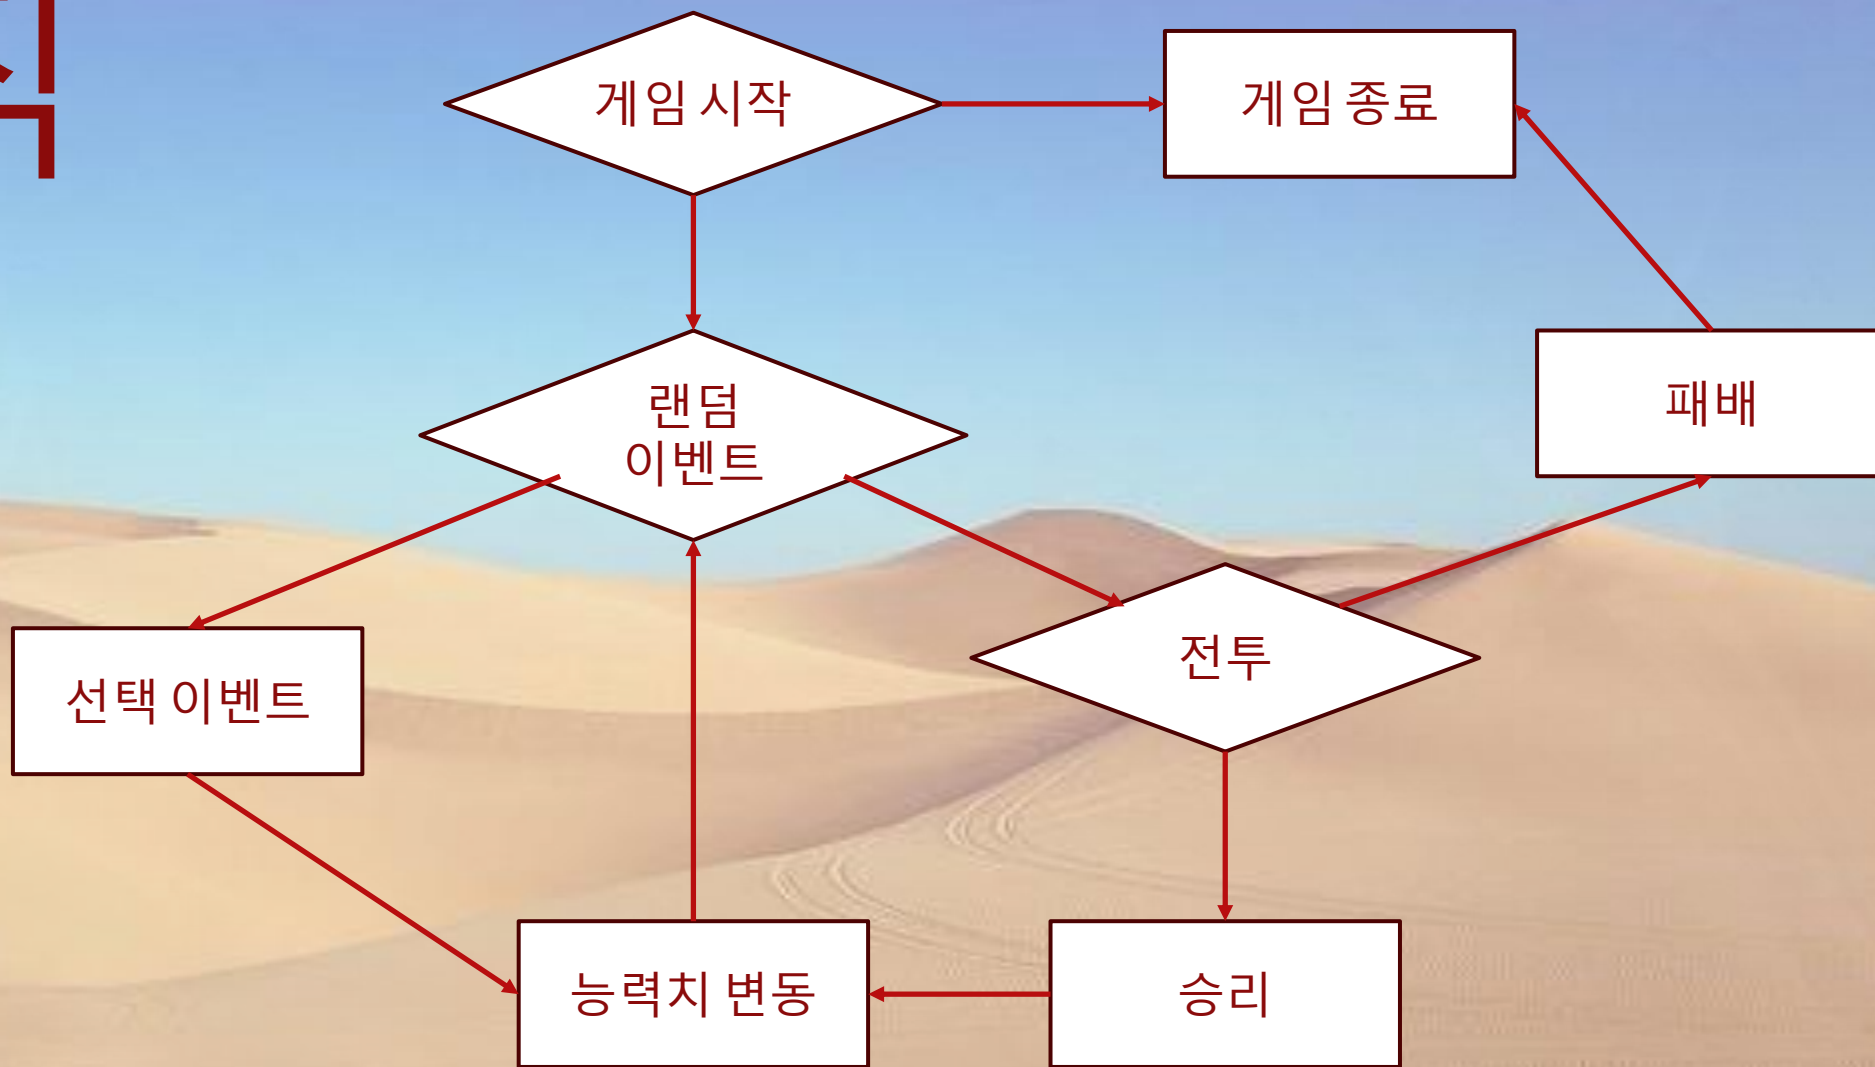 게임 시작
게임 종료
랜덤
이벤트
패배
전투
선택 이벤트
능력치 변동
승리